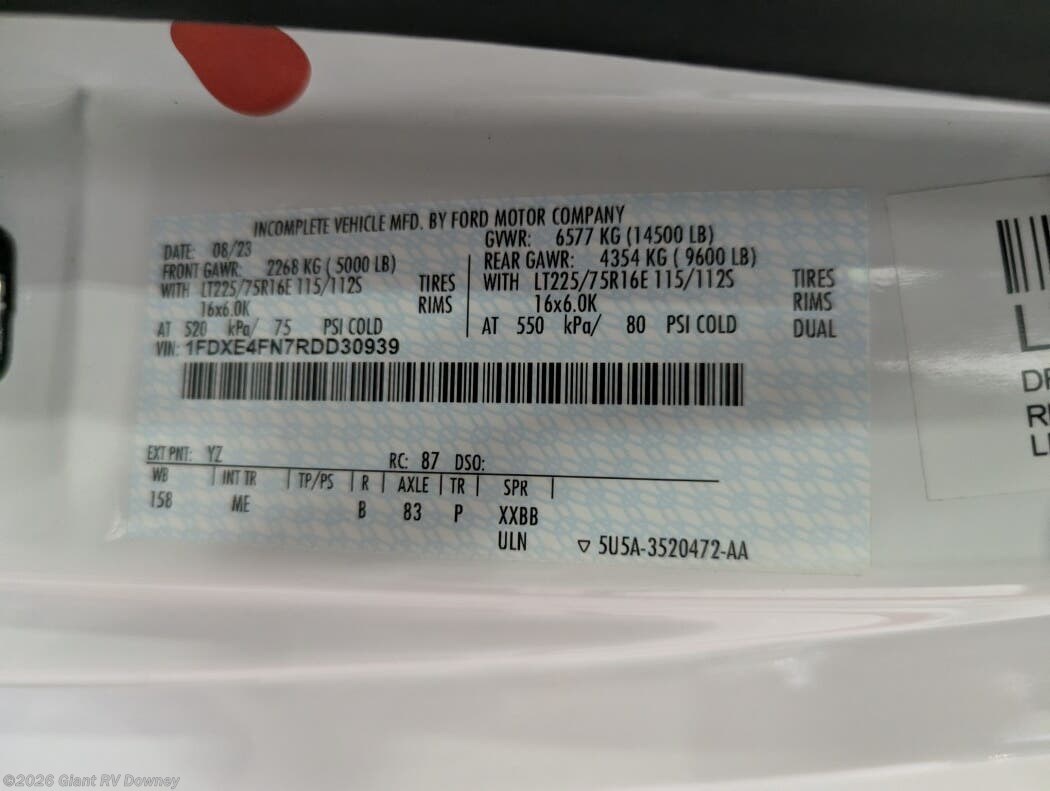 INCOMPLETE VEHICLE MFD. BY FORD MOTOR COMPANY
DATE: 08/23 GVWR: 6577 KG (14500 LB)
FRONT GAWR: 2268 KG ( 5000 LB) REAR GAWR: 4354 KG ( 9600 LB)
WITH LT225/75R16E 115/112S TIRES WITH LT225/75R16E 115/112S TIRES
16x6.0K RIMS 16x6.0K RIMS
AT 520 kPa/ 75 PSI COLD AT 550 kPa/ 80 PSI COLD DUAL
VIN: 1FDXE4FN7RDD30939
EXT PNT: YZ RC: 87 DSO:
WB INT TR TP/PS R AXLE TR SPR
158 ME B 83 P XXBB
ULN ▽ 5U5A-3520472-AA
©2026 Giant RV Downey